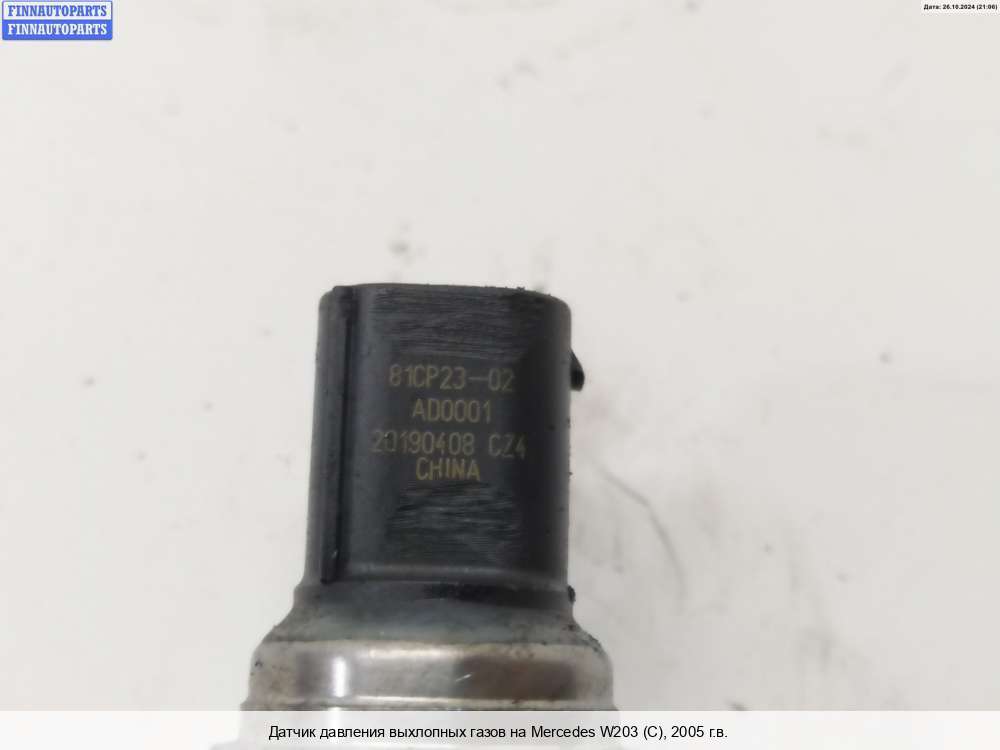 FINNAUTOPARTS
FINNAUTOPARTS
Дата: 26.10.2024 (21:06)
81CP23-02
AD0001
20190408 CZ4
CHINA
Датчик давления выхлопных газов на Mercedes W203 (C), 2005 г.в.